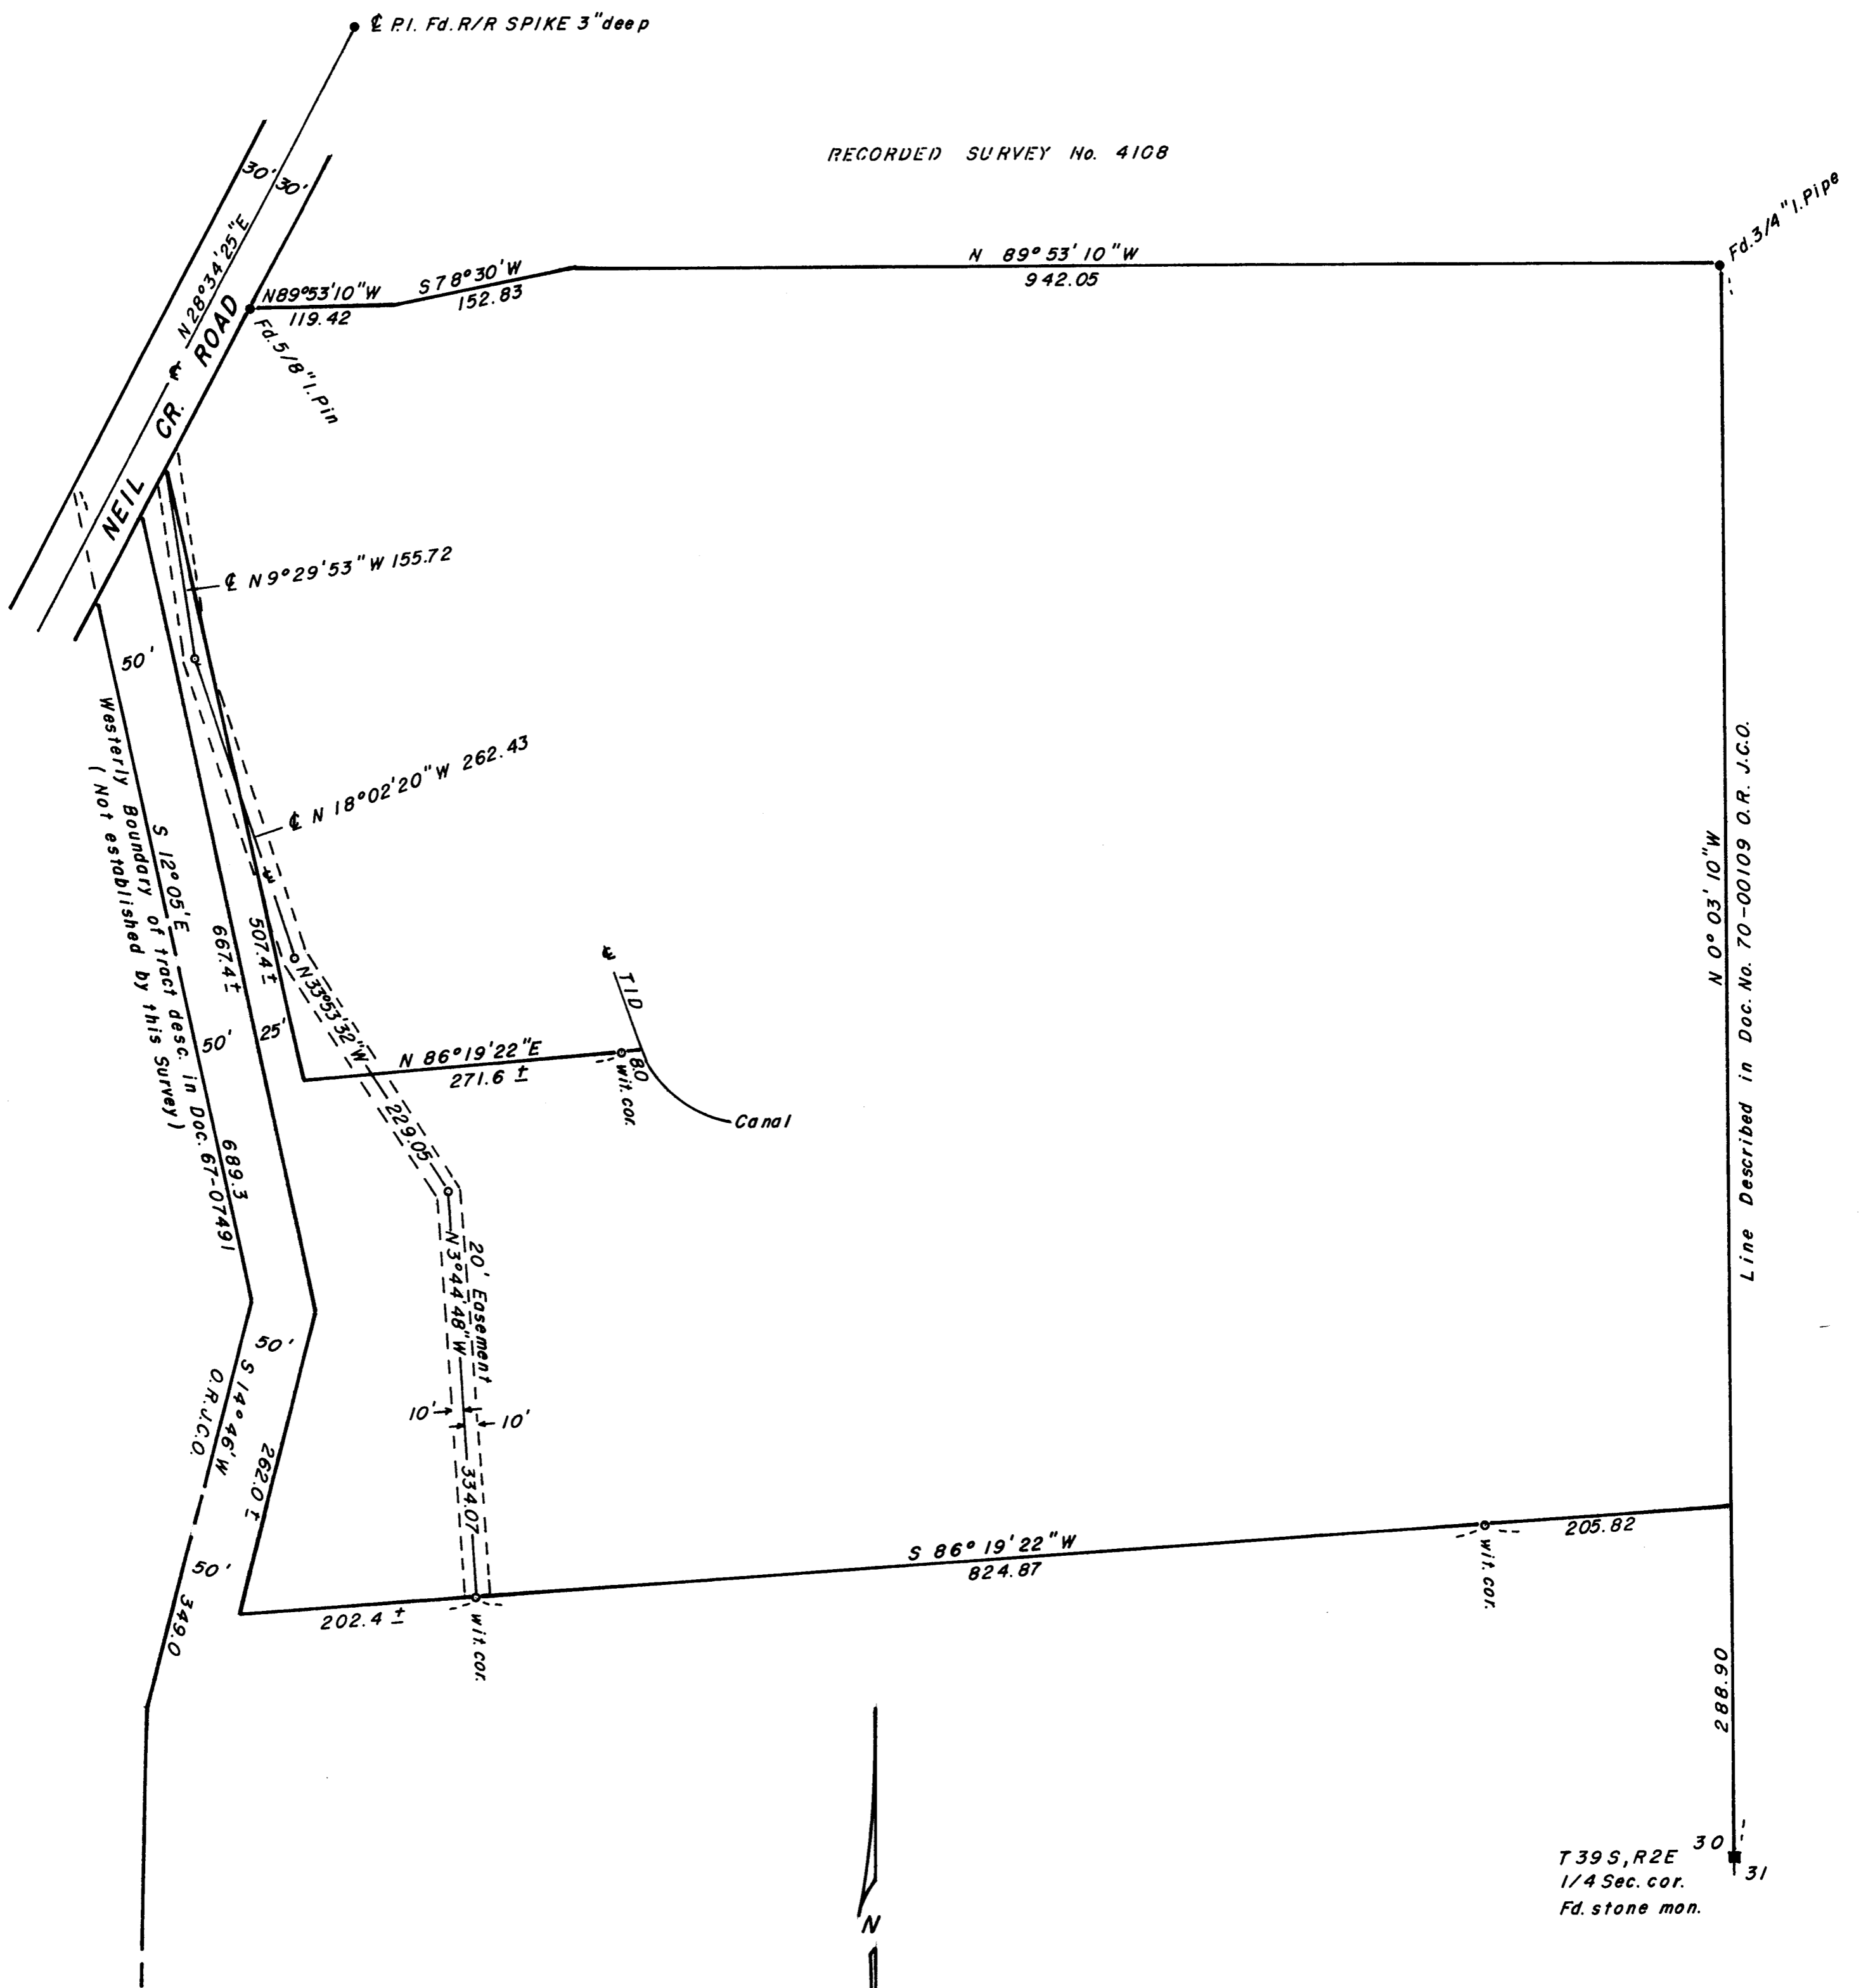 ℄ P.I. Fd. R/R SPIKE 3" deep
RECORDED SURVEY No. 4108
30' 30'
N 28° 34' 25" E
℄
NEIL CR. ROAD
Fd. 3/4" I. Pipe
N 89° 53' 10" W
942.05
S 78° 30' W
152.83
N 89° 53' 10" W
119.42
Fd. 5/8" I. Pin
℄ N 9° 29' 53" W 155.72
50'
℄ N 18° 02' 20" W 262.43
℄
Westerly Boundary of tract desc. in Doc. 67-07491
( Not established by this Survey )
S 12° 05' E
689.3
667.4 ±
507.4 ±
50'
25'
N 33° 53' 32" W
229.05
N 86° 19' 22" E
271.6 ±
℄ TID
8.0
wit. cor.
Canal
N 0° 03' 10" W
Line Described in Doc. No. 70-00109 O.R. J.C.O.
20' Easement
N 3° 44' 48" W
334.07
10'
10'
50'
S 14° 46' W
O.R.J.C.O.
262.0 ±
50'
349.0
202.4 ±
wit. cor.
S 86° 19' 22" W
824.87
205.82
wit. cor.
288.90
30
31
T 39 S, R 2 E
1/4 Sec. cor.
Fd. stone mon.
N